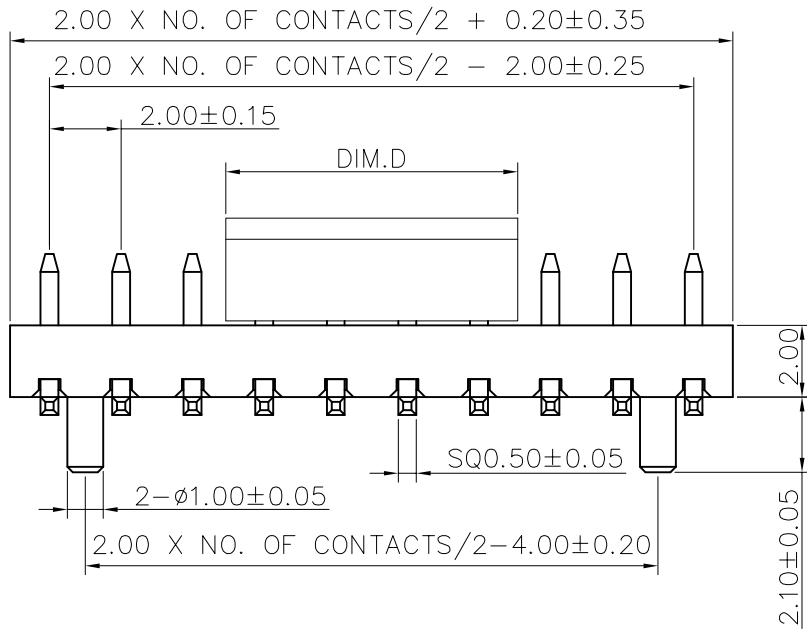 2.00 X NO. OF CONTACTS/2 + 0.20±0.35
2.00 X NO. OF CONTACTS/2 - 2.00±0.25
2.00±0.15
DIM.D
2.00
SQ0.50±0.05
2-ø1.00±0.05
2.00 X NO. OF CONTACTS/2-4.00±0.20
2.10±0.05